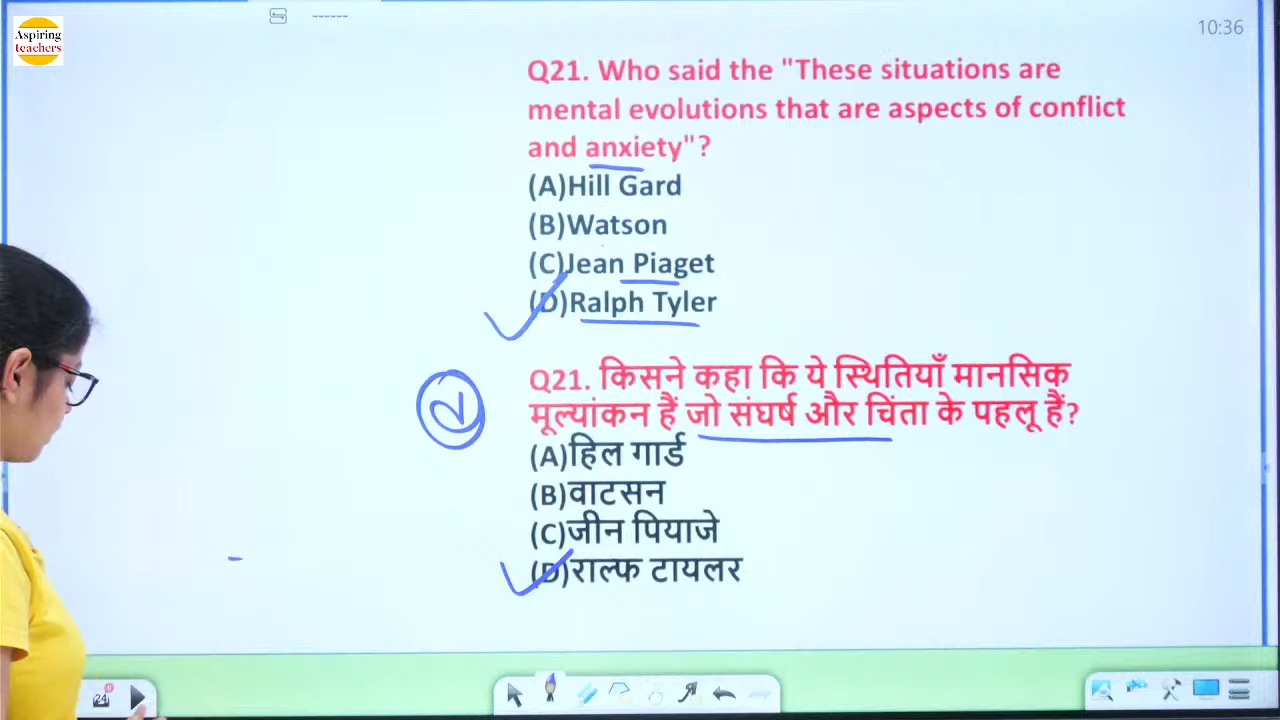 Aspiring
teachers
10:36
Q21. Who said the "These situations are
mental evolutions that are aspects of conflict
and anxiety"?
(A)Hill Gard
(B)Watson
(C)Jean Piaget
(D)Ralph Tyler
Q21. किसने कहा कि ये स्थितियाँ मानसिक
मूल्यांकन हैं जो संघर्ष और चिंता के पहलू हैं?
(A)हिल गार्ड
(B)वाटसन
(C)जीन पियाजे
(D)राल्फ टायलर
24